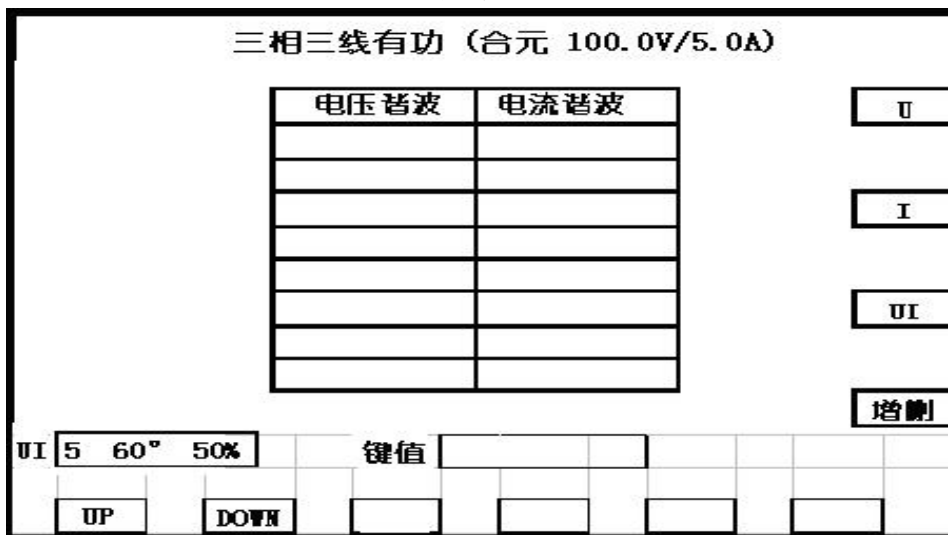 三相三线有功 (合元 100.0V/5.0A)
电压谐波 电流谐波
U
I
UI
增删
UI 5 60° 50% 键值
UP DOWN